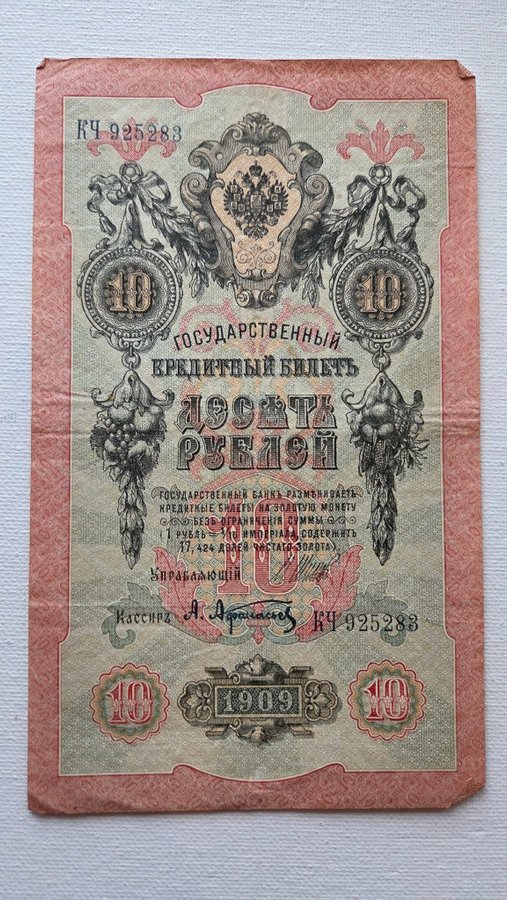 КЧ 925283
10 10
ГОСУДАРСТВЕННЫЙ
КРЕДИТНЫЙ БИЛЕТЪ
ДЕСЯТЬ
РУБЛЕЙ
ГОСУДАРСТВЕННЫЙ БАНКЪ РАЗМѢНИВАЕТЪ
КРЕДИТНЫЕ БИЛЕТЫ НА ЗОЛОТУЮ МОНЕТУ
БЕЗЪ ОГРАНИЧЕНІЯ СУММЫ
(1 РУБЛЬ = 1/15 ИМПЕРІАЛА, СОДЕРЖИТЪ
17,424 ДОЛЕЙ ЧИСТАГО ЗОЛОТА).
10
УПРАВЛЯЮЩІЙ
КАССИРЪ А. Афанасьев КЧ 925283
10 1909 10